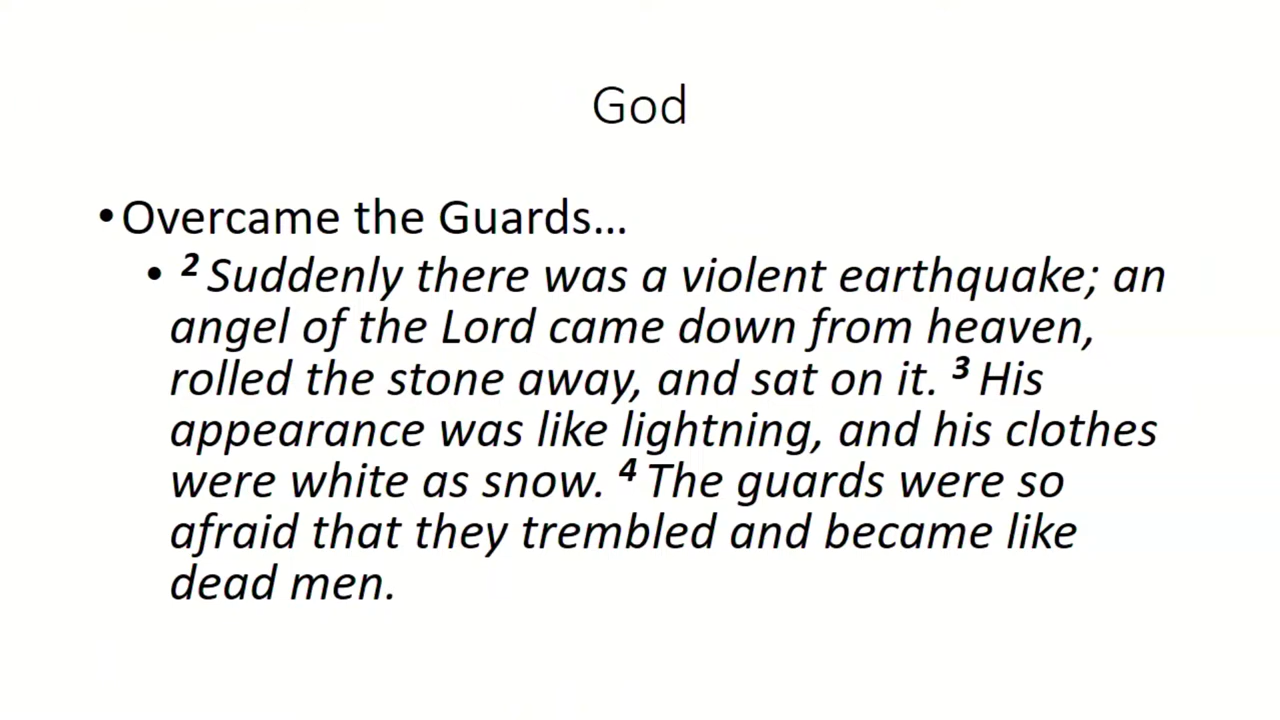 God
•Overcame the Guards...
• ² Suddenly there was a violent earthquake; an
angel of the Lord came down from heaven,
rolled the stone away, and sat on it. ³ His
appearance was like lightning, and his clothes
were white as snow. ⁴ The guards were so
afraid that they trembled and became like
dead men.